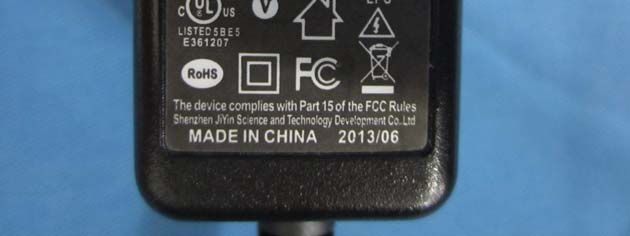 C UL US V
LISTED 5BE5
E361207
RoHS FC
The device complies with Part 15 of the FCC Rules
Shenzhen JiYin Science and Technology Development Co. Ltd
MADE IN CHINA 2013/06